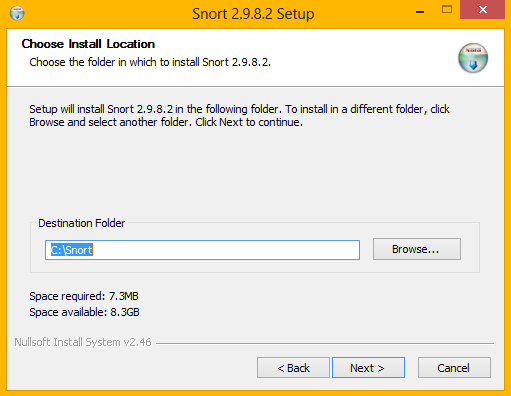 Snort 2.9.8.2 Setup
Choose Install Location
Choose the folder in which to install Snort 2.9.8.2.
Setup will install Snort 2.9.8.2 in the following folder. To install in a different folder, click
Browse and select another folder. Click Next to continue.
Destination Folder
C:\Snort
Browse...
Space required: 7.3MB
Space available: 8.3GB
Nullsoft Install System v2.46
< Back
Next >
Cancel